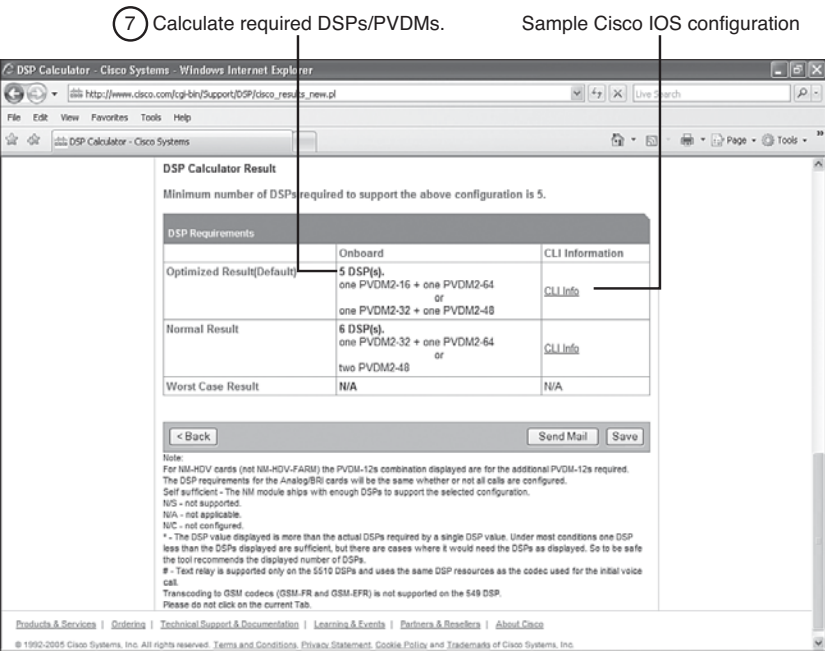 7 Calculate required DSPs/PVDMs.
Sample Cisco IOS configuration
DSP Calculator - Cisco Systems - Windows Internet Explorer
http://www.cisco.com/cgi-bin/Support/DSP/cisco_results_new.pl
Live Search
File Edit View Favorites Tools Help
DSP Calculator - Cisco Systems
Page Tools
DSP Calculator Result
Minimum number of DSPs required to support the above configuration is 5.
DSP Requirements
Onboard CLI Information
Optimized Result(Default) 5 DSP(s).
one PVDM2-16 + one PVDM2-64
or
one PVDM2-32 + one PVDM2-48
CLI Info
Normal Result 6 DSP(s).
one PVDM2-32 + one PVDM2-64
or
two PVDM2-48
CLI Info
Worst Case Result N/A N/A
< Back Send Mail Save
Note:
For NM-HDV cards (not NM-HDV-FARM) the PVDM-12s combination displayed are for the additional PVDM-12s required.
The DSP requirements for the Analog/BRI cards will be the same whether or not all calls are configured.
Self sufficient - The NM module ships with enough DSPs to support the selected configuration.
N/S - not supported.
N/A - not applicable.
N/C - not configured.
* - The DSP value displayed is more than the actual DSPs required by a single DSP value. Under most conditions one DSP
less than the DSPs displayed are sufficient, but there are cases where it would need the DSPs as displayed. So to be safe
the tool recommends the displayed number of DSPs.
# - Text relay is supported only on the 5510 DSPs and uses the same DSP resources as the codec used for the initial voice
call.
Transcoding to GSM codecs (GSM-FR and GSM-EFR) is not supported on the 549 DSP.
Please do not click on the current Tab.
Products & Services | Ordering | Technical Support & Documentation | Learning & Events | Partners & Resellers | About Cisco
© 1992-2005 Cisco Systems, Inc. All rights reserved. Terms and Conditions, Privacy Statement, Cookie Policy and Trademarks of Cisco Systems, Inc.